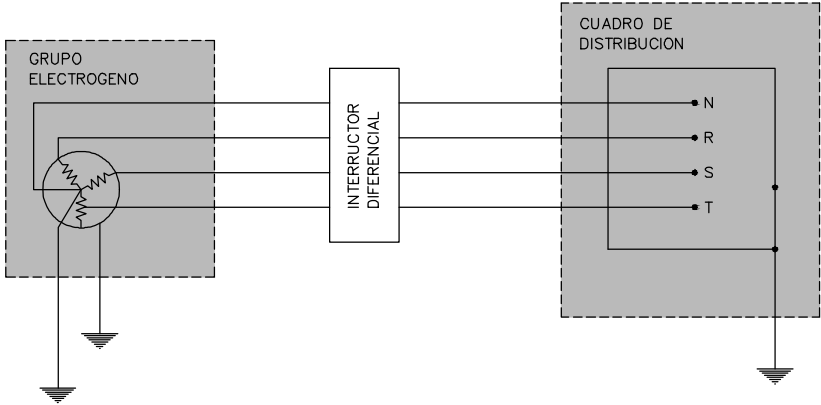 GRUPO
ELECTROGENO
INTERRUCTOR
DIFERENCIAL
CUADRO DE
DISTRIBUCION
N
R
S
T